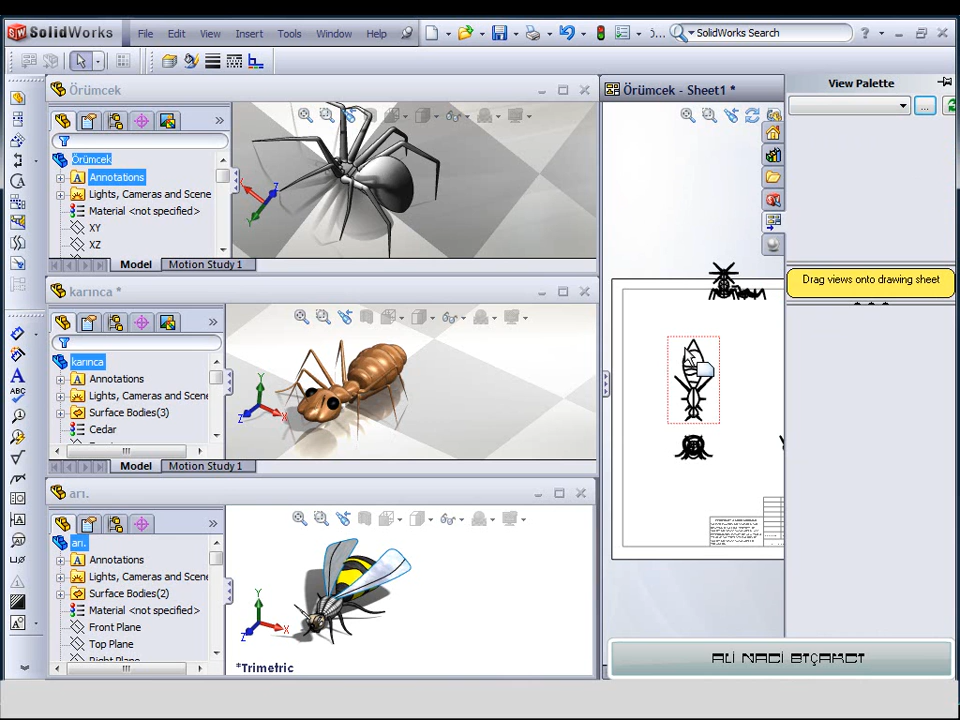 SolidWorks File Edit View Insert Tools Window Help SolidWorks Search
Örümcek
Örümcek
Annotations
Lights, Cameras and Scene
Material <not specified>
XY
XZ
Model Motion Study 1
karınca *
karınca
Annotations
Lights, Cameras and Scene
Surface Bodies(3)
Cedar
Model Motion Study 1
arı.
arı.
Annotations
Lights, Cameras and Scene
Surface Bodies(2)
Material <not specified>
Front Plane
Top Plane
Right Plane
Y
X
Z
*Trimetric
Örümcek - Sheet1 *
View Palette
Drag views onto drawing sheet